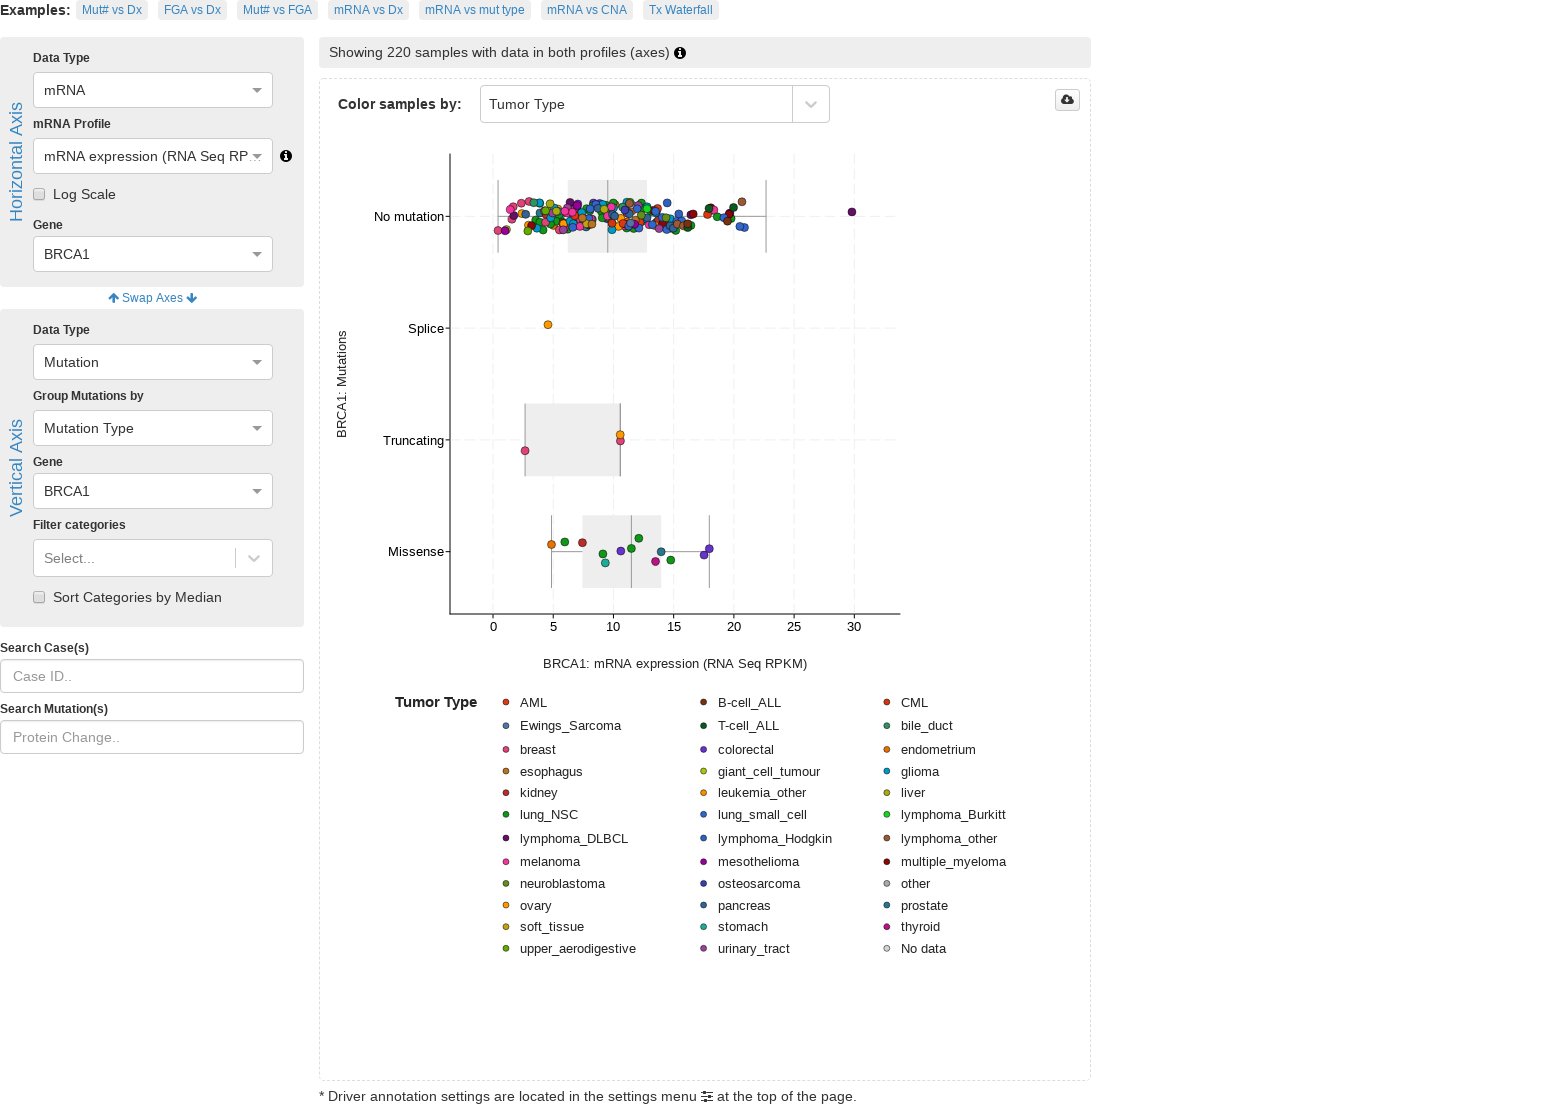 Examples: Mut# vs Dx FGA vs Dx Mut# vs FGA mRNA vs Dx mRNA vs mut type mRNA vs CNA Tx Waterfall
Horizontal Axis
Data Type
mRNA
mRNA Profile
mRNA expression (RNA Seq RP...
Log Scale
Gene
BRCA1
Swap Axes
Vertical Axis
Data Type
Mutation
Group Mutations by
Mutation Type
Gene
BRCA1
Filter categories
Select...
Sort Categories by Median
Search Case(s)
Case ID..
Search Mutation(s)
Protein Change..
Showing 220 samples with data in both profiles (axes)
Color samples by: Tumor Type
BRCA1: Mutations
No mutation
Splice
Truncating
Missense
0 5 10 15 20 25 30
BRCA1: mRNA expression (RNA Seq RPKM)
Tumor Type AML B-cell_ALL CML
Ewings_Sarcoma T-cell_ALL bile_duct
breast colorectal endometrium
esophagus giant_cell_tumour glioma
kidney leukemia_other liver
lung_NSC lung_small_cell lymphoma_Burkitt
lymphoma_DLBCL lymphoma_Hodgkin lymphoma_other
melanoma mesothelioma multiple_myeloma
neuroblastoma osteosarcoma other
ovary pancreas prostate
soft_tissue stomach thyroid
upper_aerodigestive urinary_tract No data
* Driver annotation settings are located in the settings menu at the top of the page.